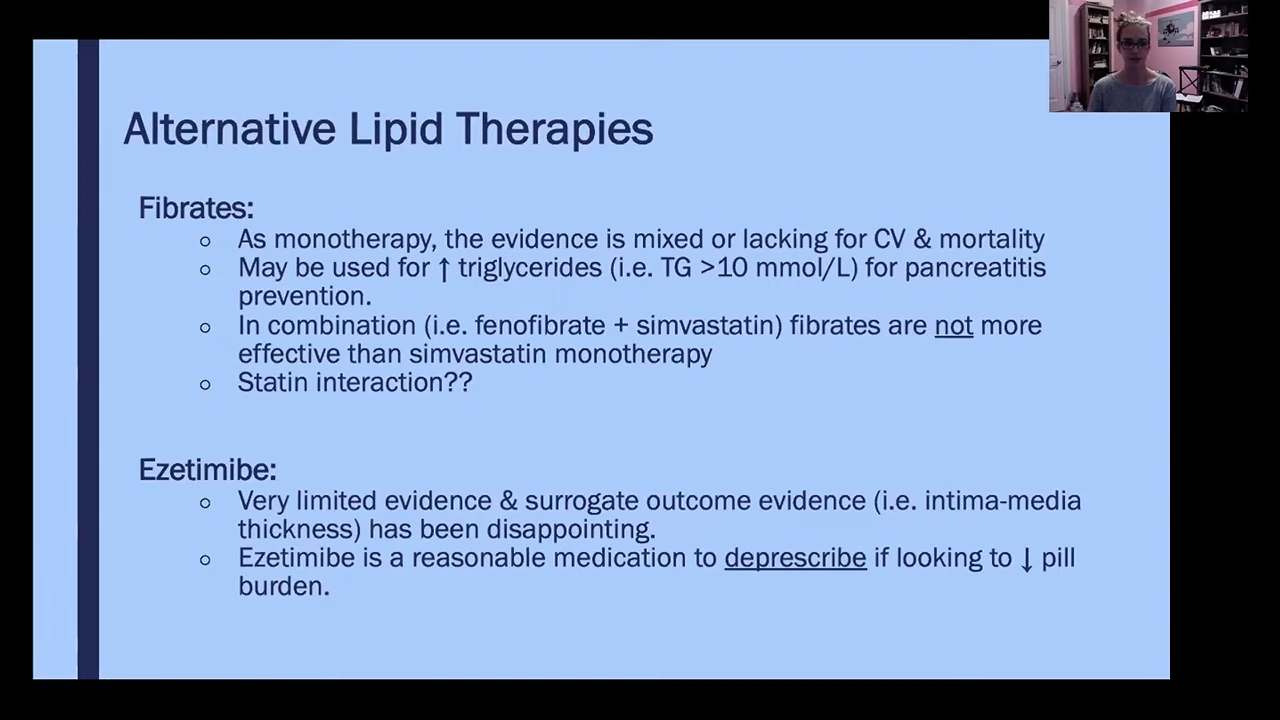 Alternative Lipid Therapies
Fibrates:
○ As monotherapy, the evidence is mixed or lacking for CV & mortality
○ May be used for ↑ triglycerides (i.e. TG >10 mmol/L) for pancreatitis
prevention.
○ In combination (i.e. fenofibrate + simvastatin) fibrates are not more
effective than simvastatin monotherapy
○ Statin interaction??
Ezetimibe:
○ Very limited evidence & surrogate outcome evidence (i.e. intima-media
thickness) has been disappointing.
○ Ezetimibe is a reasonable medication to deprescribe if looking to ↓ pill
burden.